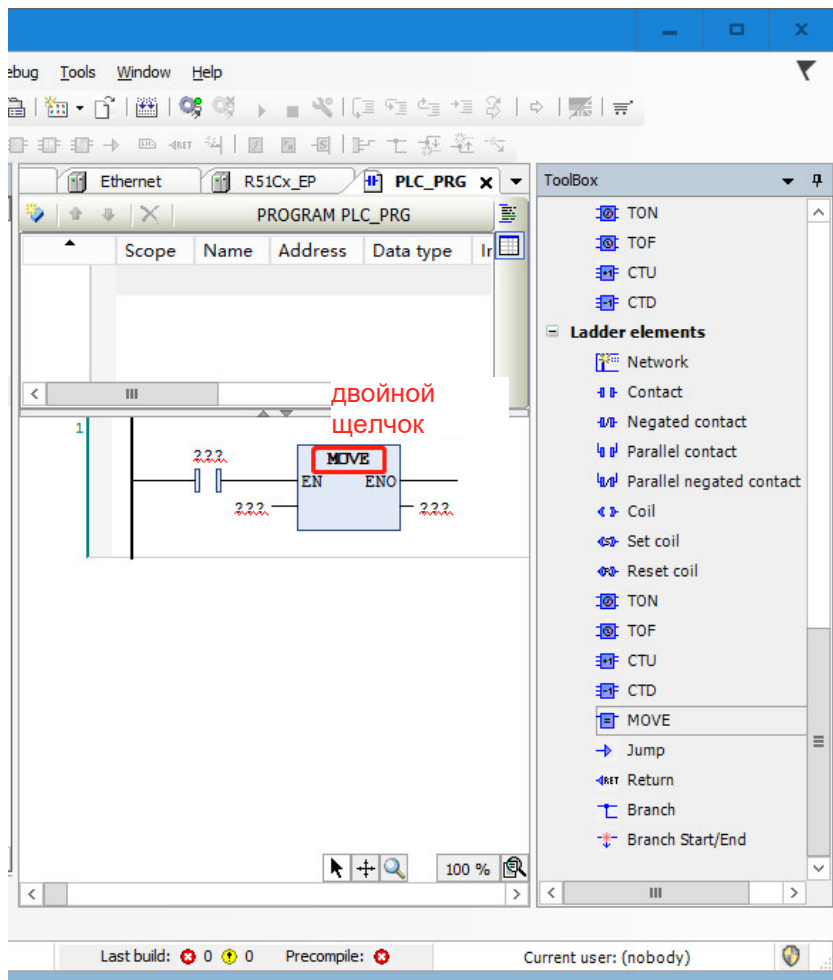 ebug Tools Window Help
Ethernet R51Cx_EP PLC_PRG ToolBox
PROGRAM PLC_PRG
Scope Name Address Data type
двойной
щелчок
1
???
MOVE
EN ENO
??? ???
TON
TOF
CTU
CTD
Ladder elements
Network
Contact
Negated contact
Parallel contact
Parallel negated contact
Coil
Set coil
Reset coil
TON
TOF
CTU
CTD
MOVE
Jump
RET Return
Branch
Branch Start/End
100 %
Last build: 0 0 Precompile: Current user: (nobody)